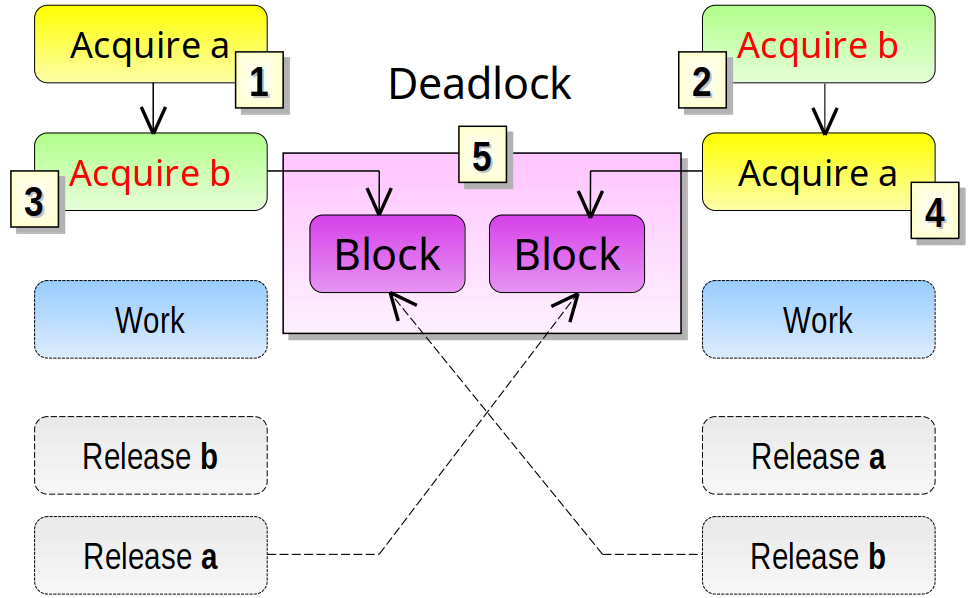 Acquire a
1
Deadlock
2
Acquire b
3
Acquire b
5
Acquire a
4
Block
Block
Work
Work
Release b
Release a
Release a
Release b